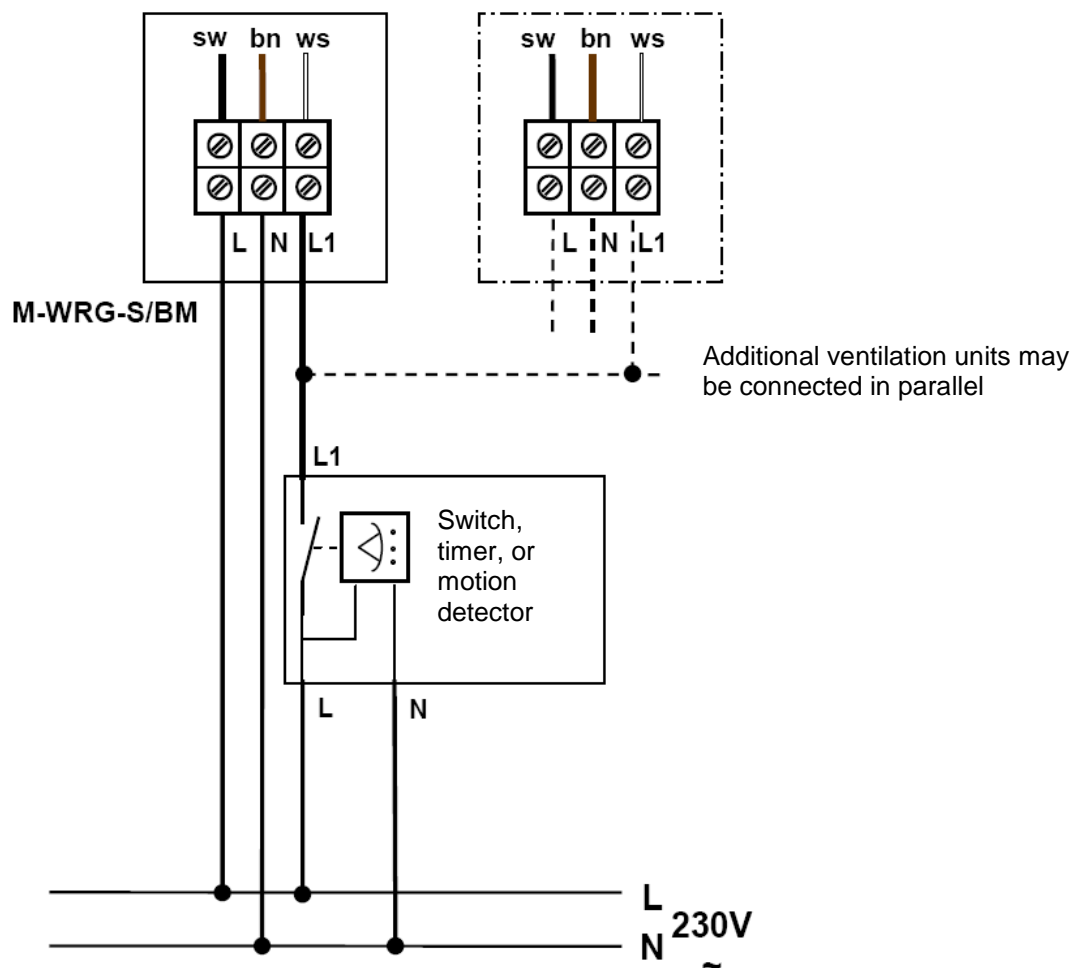 sw bn ws
sw bn ws
L N L1
L N L1
M-WRG-S/BM
Additional ventilation units may
be connected in parallel
L1
Switch,
timer, or
motion
detector
L N
L
230V
N
~